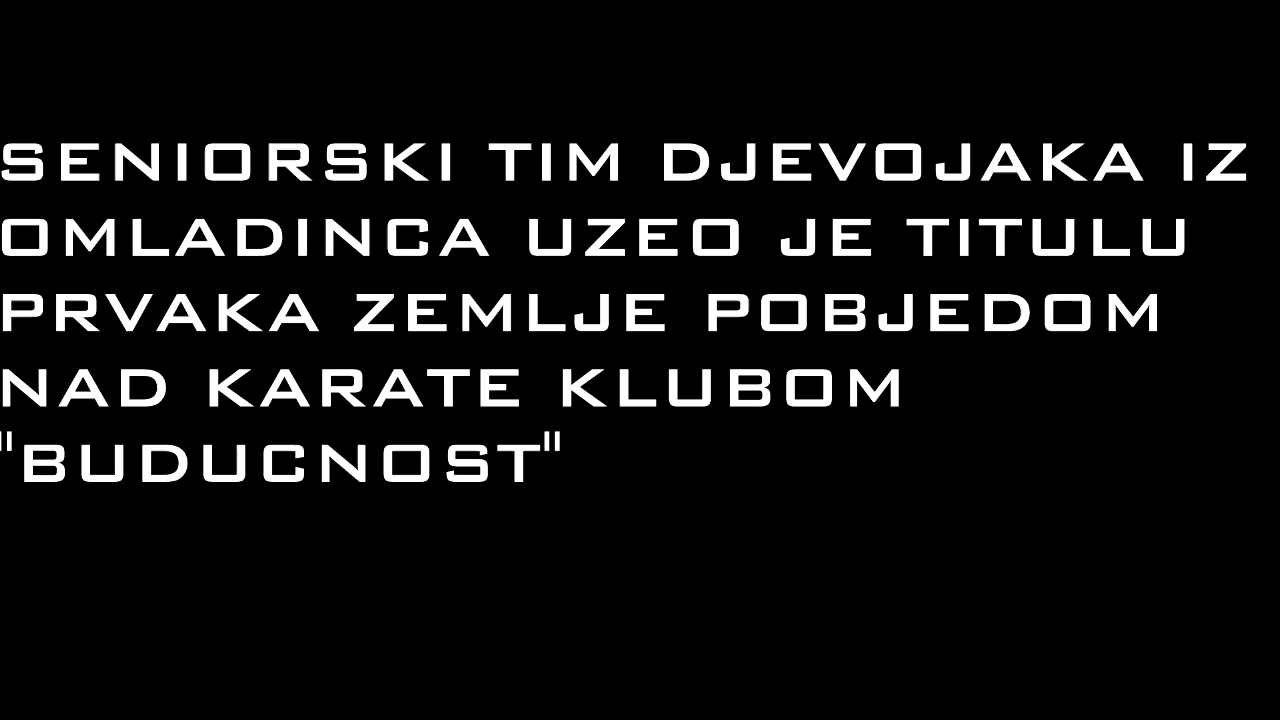 SENIORSKI TIM DJEVOJAKA IZ
OMLADINCA UZEO JE TITULU
PRVAKA ZEMLJE POBJEDOM
NAD KARATE KLUBOM
"BUDUCNOST"